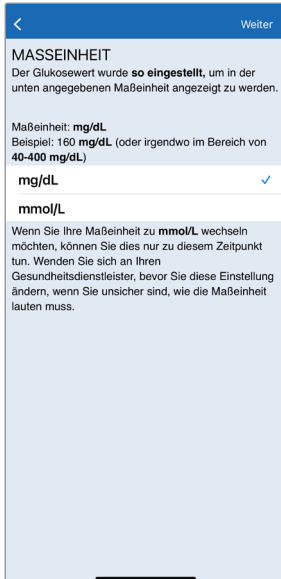 Weiter
MASSEINHEIT
Der Glukosewert wurde so eingestellt, um in der
unten angegebenen Maßeinheit angezeigt zu werden.
Maßeinheit: mg/dL
Beispiel: 160 mg/dL (oder irgendwo im Bereich von
40-400 mg/dL)
mg/dL
mmol/L
Wenn Sie Ihre Maßeinheit zu mmol/L wechseln
möchten, können Sie dies nur zu diesem Zeitpunkt
tun. Wenden Sie sich an Ihren
Gesundheitsdienstleister, bevor Sie diese Einstellung
ändern, wenn Sie unsicher sind, wie die Maßeinheit
lauten muss.